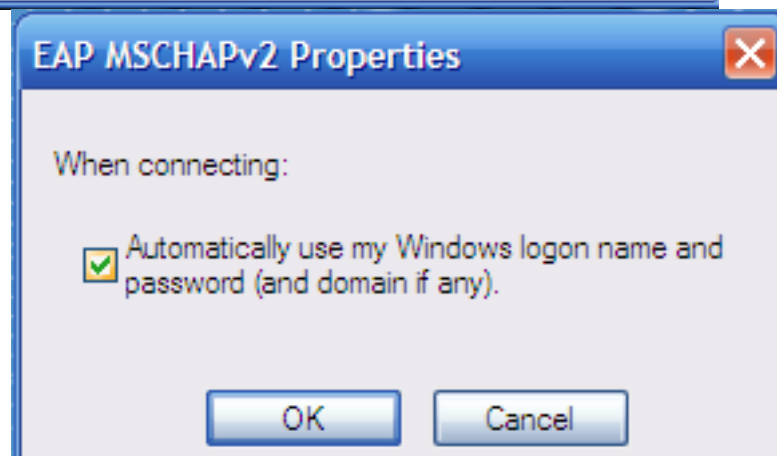 EAP MSCHAPv2 Properties
When connecting:
Automatically use my Windows logon name and
password (and domain if any).
OK Cancel